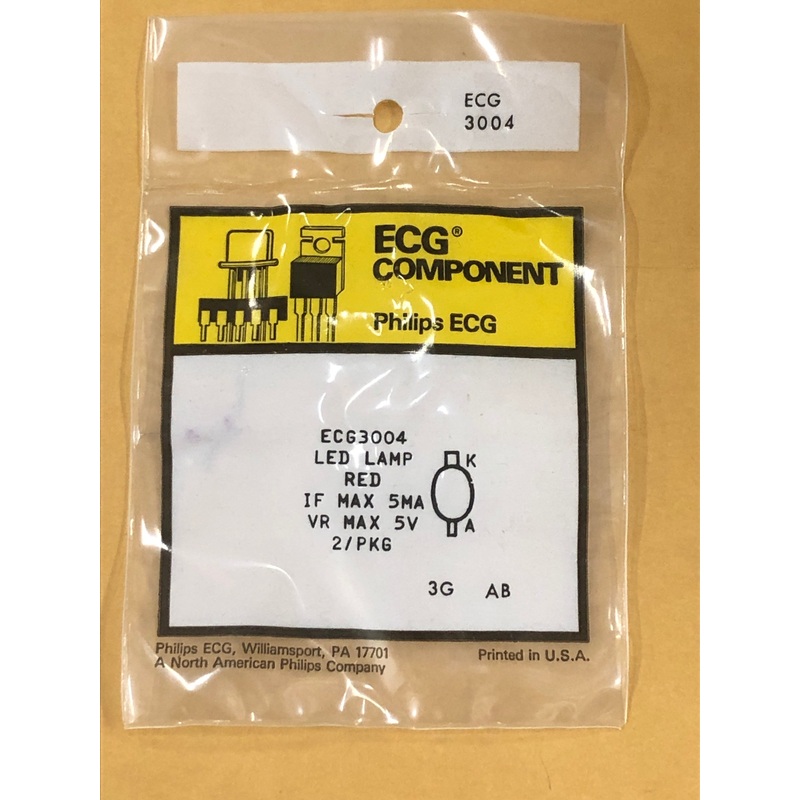 ECG
3004
ECG®
COMPONENT
Philips ECG
ECG3004
LED LAMP
RED
IF MAX 5MA
VR MAX 5V
2/PKG
K
A
3G AB
Philips ECG, Williamsport, PA 17701
A North American Philips Company
Printed in U.S.A.